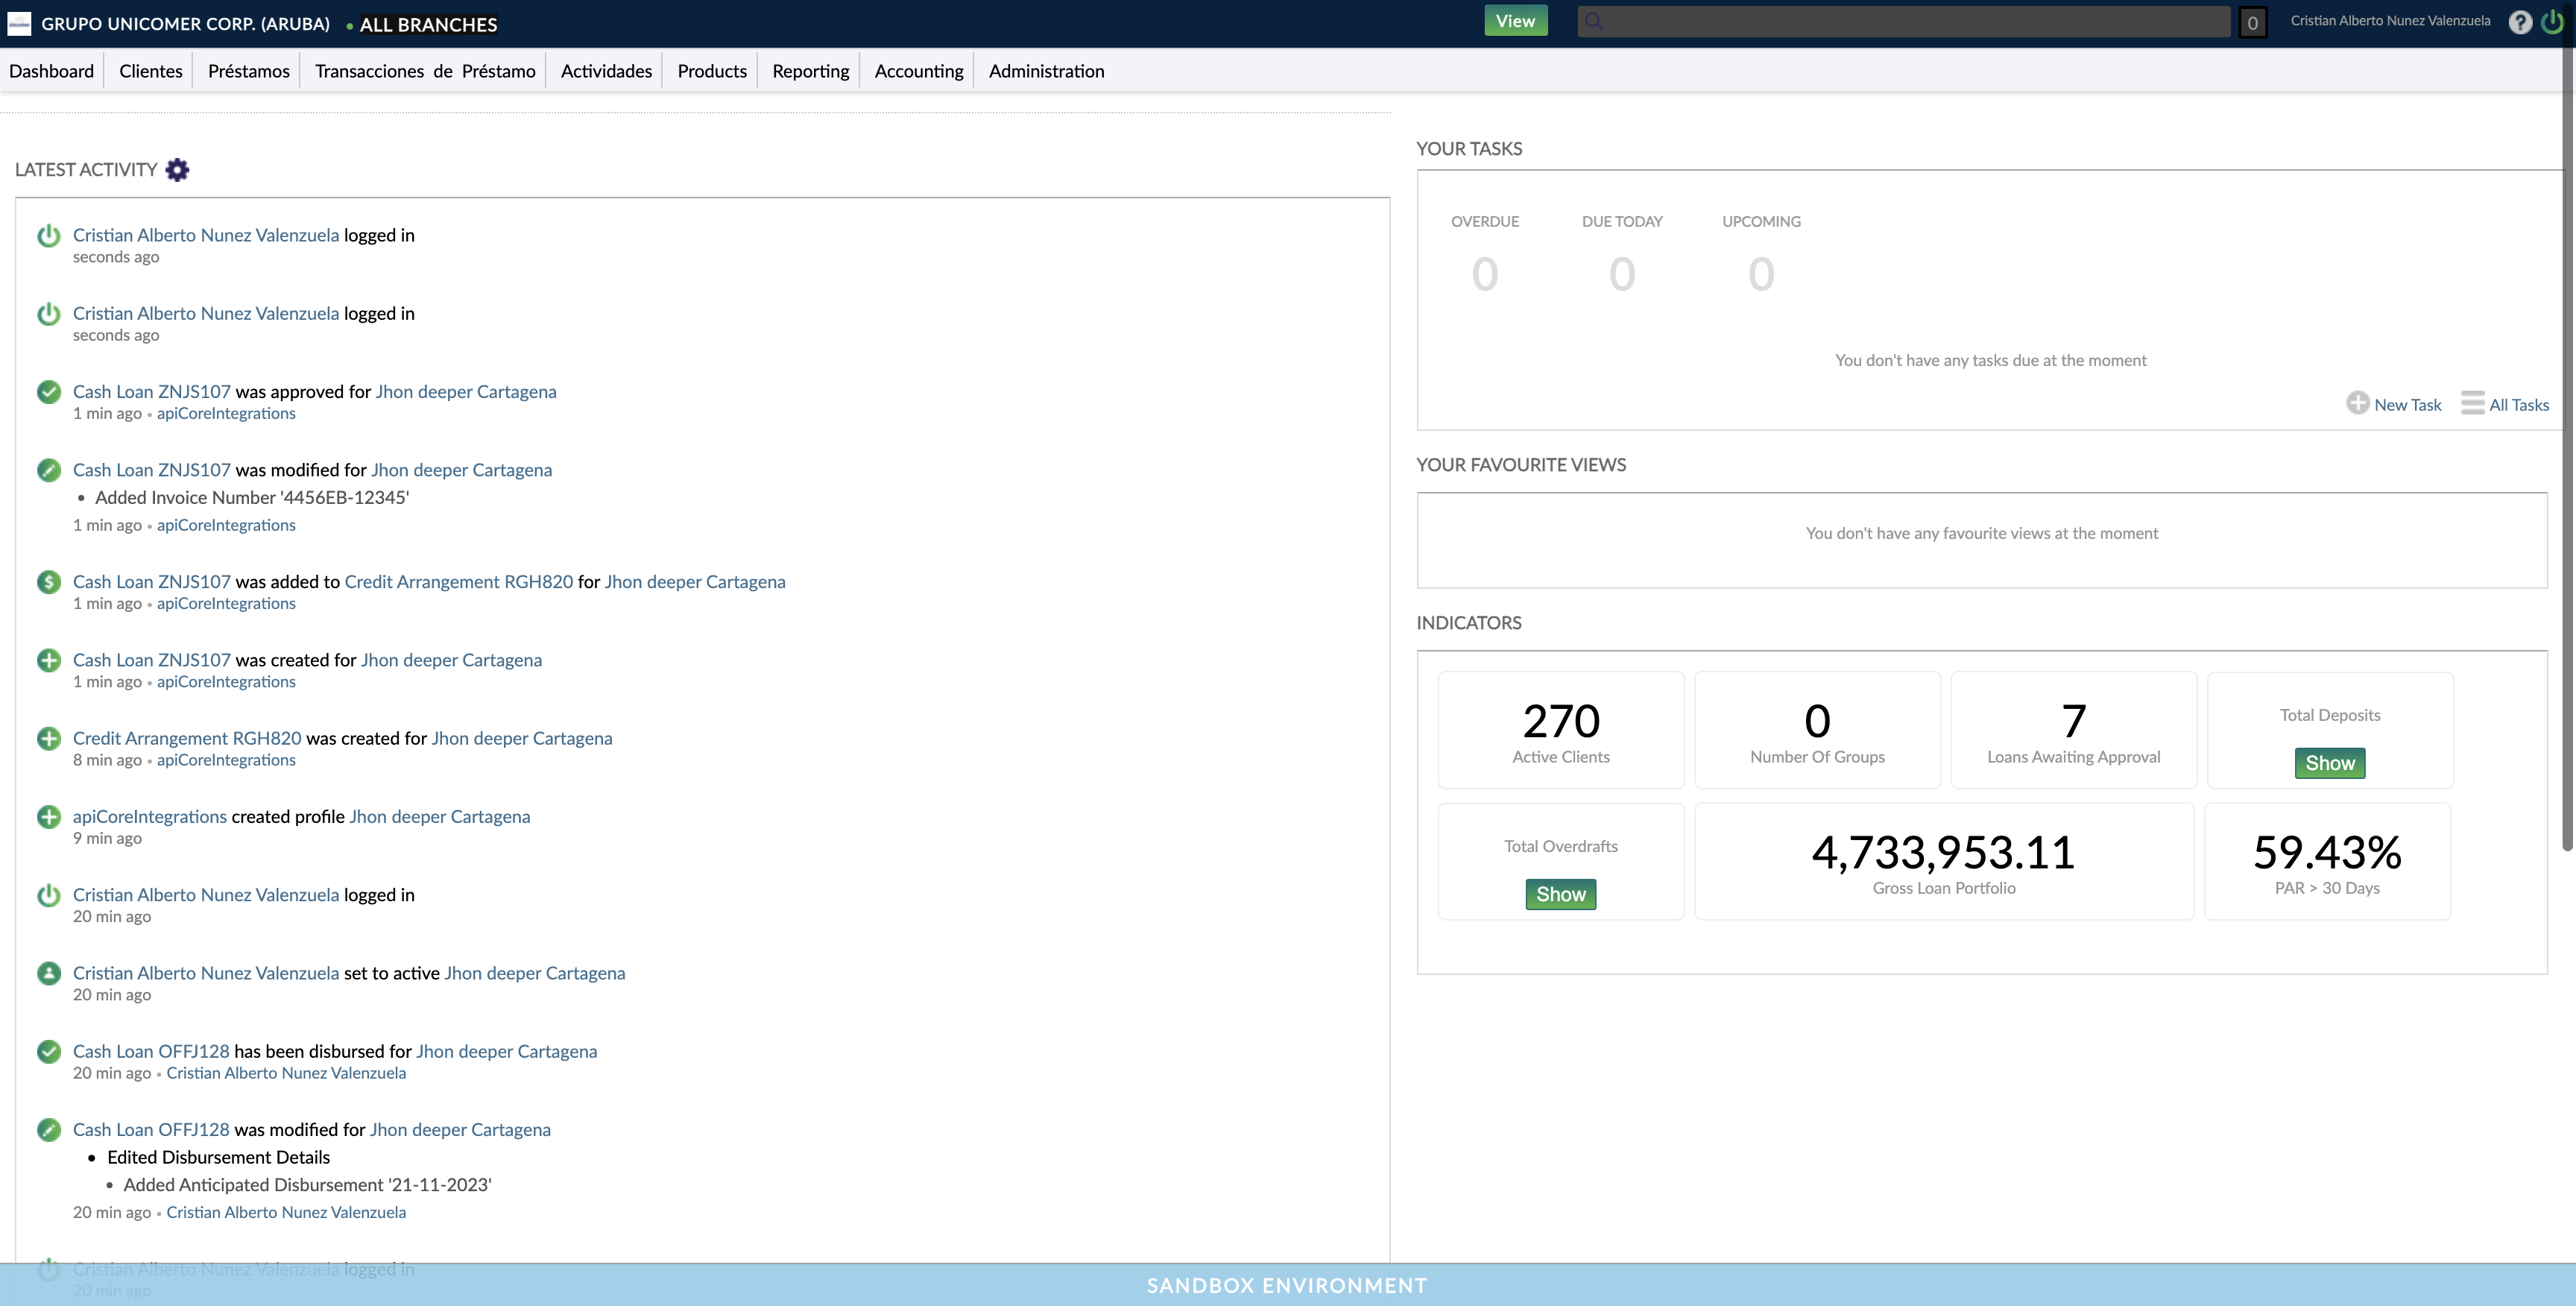 GRUPO UNICOMER CORP. (ARUBA) • ALL BRANCHES
View
0
Cristian Alberto Nunez Valenzuela
?
Dashboard
Clientes
Préstamos
Transacciones de Préstamo
Actividades
Products
Reporting
Accounting
Administration
LATEST ACTIVITY
Cristian Alberto Nunez Valenzuela logged in
seconds ago
Cristian Alberto Nunez Valenzuela logged in
seconds ago
Cash Loan ZNJS107 was approved for Jhon deeper Cartagena
1 min ago • apiCoreIntegrations
Cash Loan ZNJS107 was modified for Jhon deeper Cartagena
• Added Invoice Number '4456EB-12345'
1 min ago • apiCoreIntegrations
Cash Loan ZNJS107 was added to Credit Arrangement RGH820 for Jhon deeper Cartagena
1 min ago • apiCoreIntegrations
Cash Loan ZNJS107 was created for Jhon deeper Cartagena
1 min ago • apiCoreIntegrations
Credit Arrangement RGH820 was created for Jhon deeper Cartagena
8 min ago • apiCoreIntegrations
apiCoreIntegrations created profile Jhon deeper Cartagena
9 min ago
Cristian Alberto Nunez Valenzuela logged in
20 min ago
Cristian Alberto Nunez Valenzuela set to active Jhon deeper Cartagena
20 min ago
Cash Loan OFFJ128 has been disbursed for Jhon deeper Cartagena
20 min ago • Cristian Alberto Nunez Valenzuela
Cash Loan OFFJ128 was modified for Jhon deeper Cartagena
• Edited Disbursement Details
• Added Anticipated Disbursement '21-11-2023'
20 min ago • Cristian Alberto Nunez Valenzuela
Cristian Alberto Nunez Valenzuela logged in
20 min ago
YOUR TASKS
OVERDUE
DUE TODAY
UPCOMING
0
0
0
You don't have any tasks due at the moment
New Task
All Tasks
YOUR FAVOURITE VIEWS
You don't have any favourite views at the moment
INDICATORS
270
Active Clients
0
Number Of Groups
7
Loans Awaiting Approval
Total Deposits
Show
Total Overdrafts
Show
4,733,953.11
Gross Loan Portfolio
59.43%
PAR > 30 Days
SANDBOX ENVIRONMENT